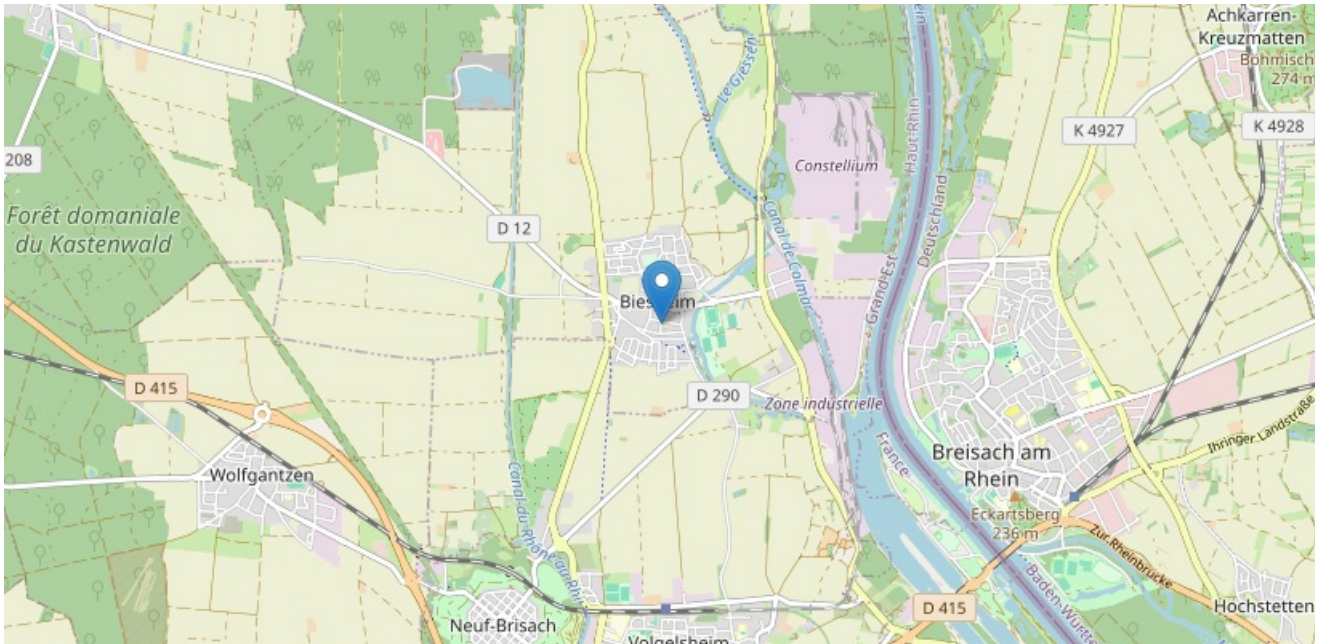 Achkarren-
Kreuzmatten
Böhmisch
274 m
Le Giessen
Haut-Rhin
K 4927
K 4928
208
Constellium
Forêt domaniale
du Kastenwald
D 12
Canal de Colmar
Deutschland
Grand Est
Biesheim
D 415
D 290
Zone industrielle
Ihringer Landstraße
France
Breisach am
Rhein
Wolfgantzen
Canal du Rhône au Rhin
Eckartsberg
236 m
Zur Rheinbrücke
Baden-Württ
D 415
Hochstetten
Neuf-Brisach
Volgelsheim